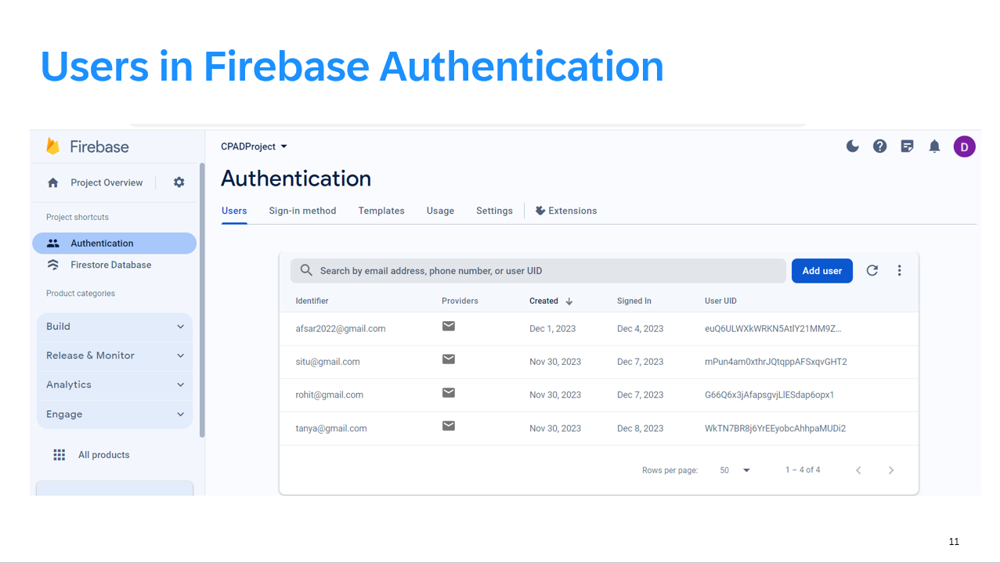 Users in Firebase Authentication
Firebase
Project Overview
Project shortcuts
Authentication
Firestore Database
Product categories
Build
Release & Monitor
Analytics
Engage
All products
CPADProject
D
Authentication
Users Sign-in method Templates Usage Settings Extensions
Search by email address, phone number, or user UID Add user
Identifier Providers Created Signed In User UID
afsar2022@gmail.com Dec 1, 2023 Dec 4, 2023 euQ6ULWXkWRKN5AtlY21MM9Z...
situ@gmail.com Nov 30, 2023 Dec 7, 2023 mPun4am0xthrJQtqppAFSxqvGHT2
rohit@gmail.com Nov 30, 2023 Dec 7, 2023 G66Q6x3jAfapsgvjLlESdap6opx1
tanya@gmail.com Nov 30, 2023 Dec 8, 2023 WkTN7BR8j6YrEEyobcAhhpaMUDi2
Rows per page: 50 1 – 4 of 4
11